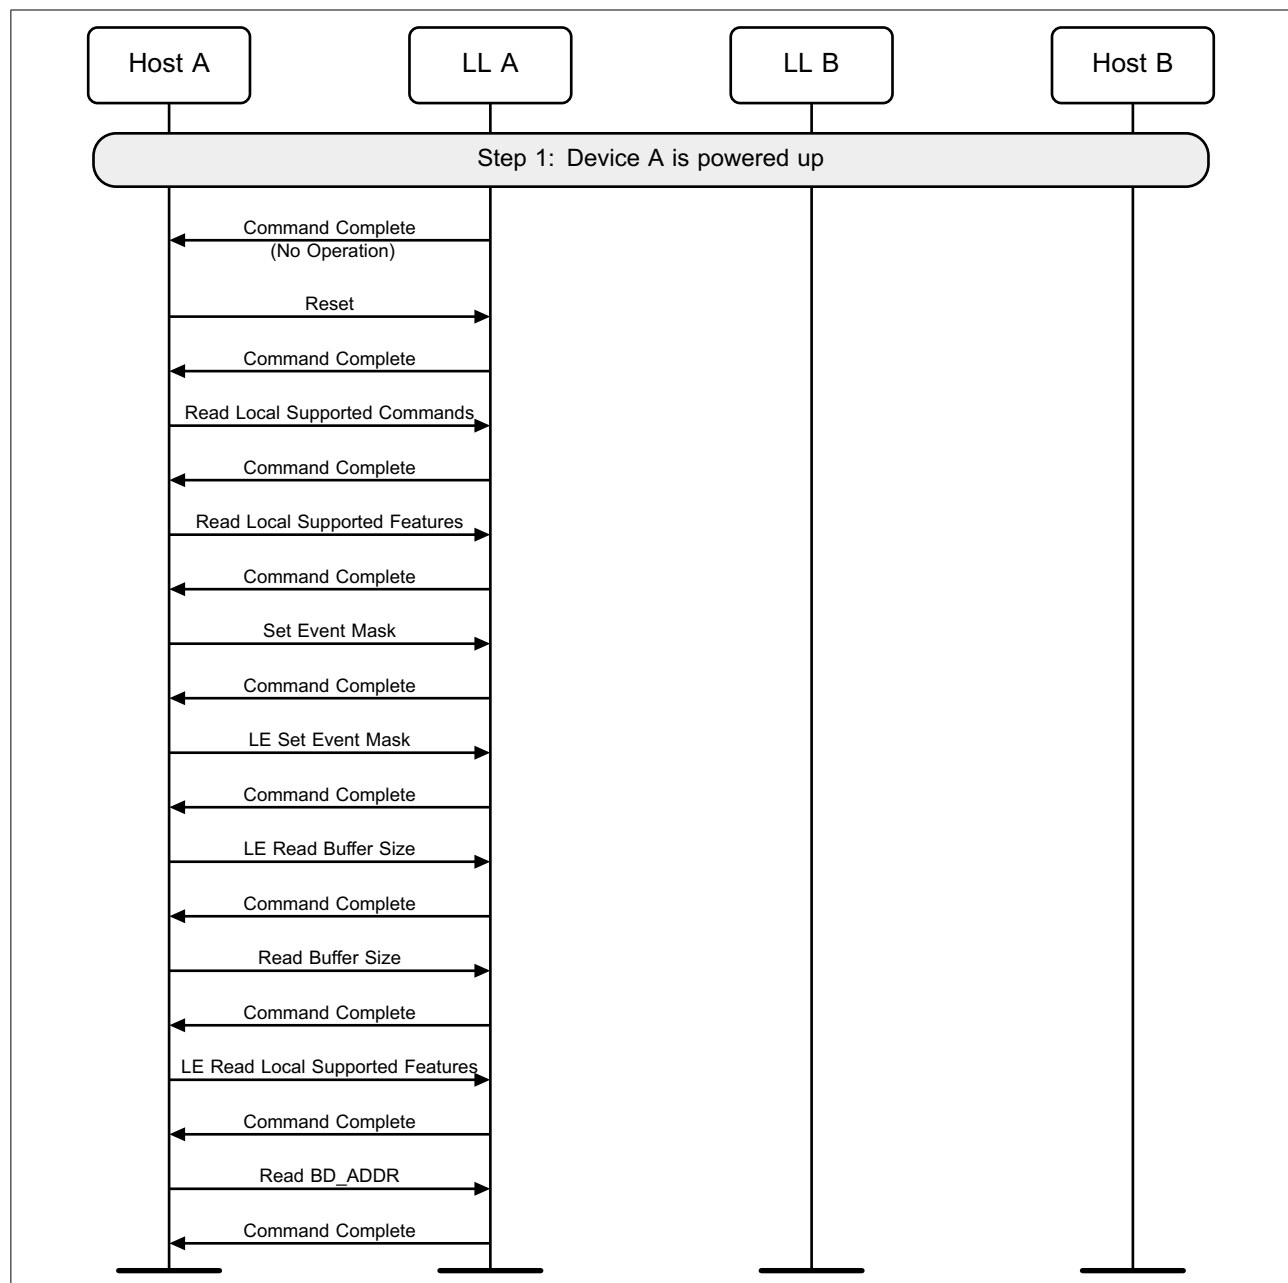 Host A
LL A
LL B
Host B
Step 1: Device A is powered up
Command Complete
(No Operation)
Reset
Command Complete
Read Local Supported Commands
Command Complete
Read Local Supported Features
Command Complete
Set Event Mask
Command Complete
LE Set Event Mask
Command Complete
LE Read Buffer Size
Command Complete
Read Buffer Size
Command Complete
LE Read Local Supported Features
Command Complete
Read BD_ADDR
Command Complete